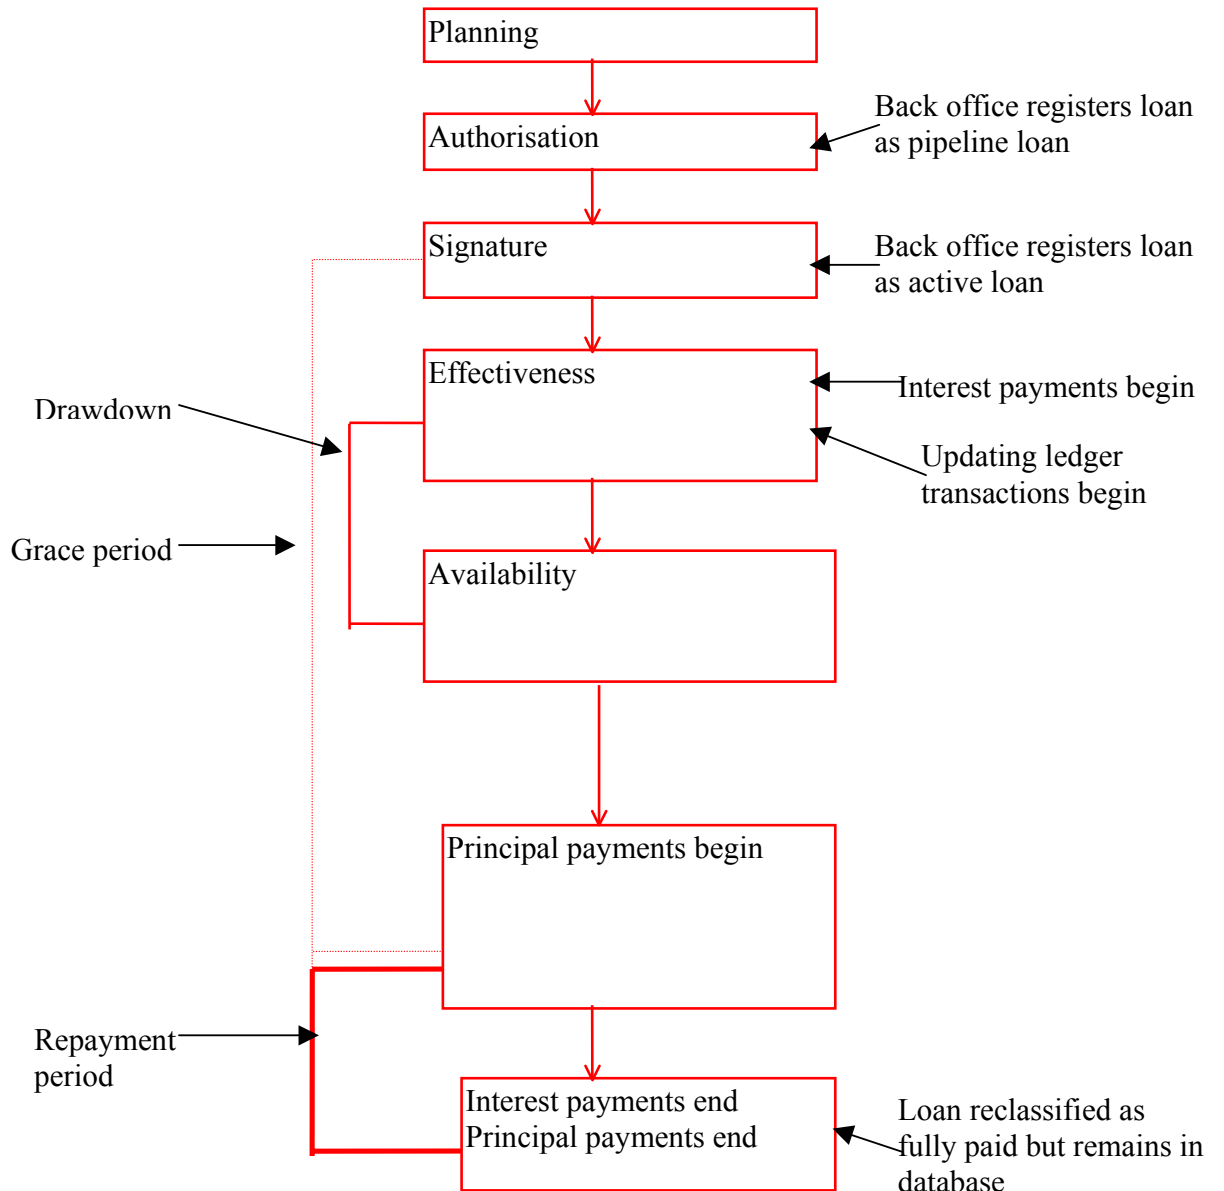 Planning
Back office registers loan
as pipeline loan
Authorisation
Signature
Back office registers loan
as active loan
Effectiveness
Interest payments begin
Drawdown
Updating ledger
transactions begin
Grace period
Availability
Principal payments begin
Repayment
period
Interest payments end
Principal payments end
Loan reclassified as
fully paid but remains in
database